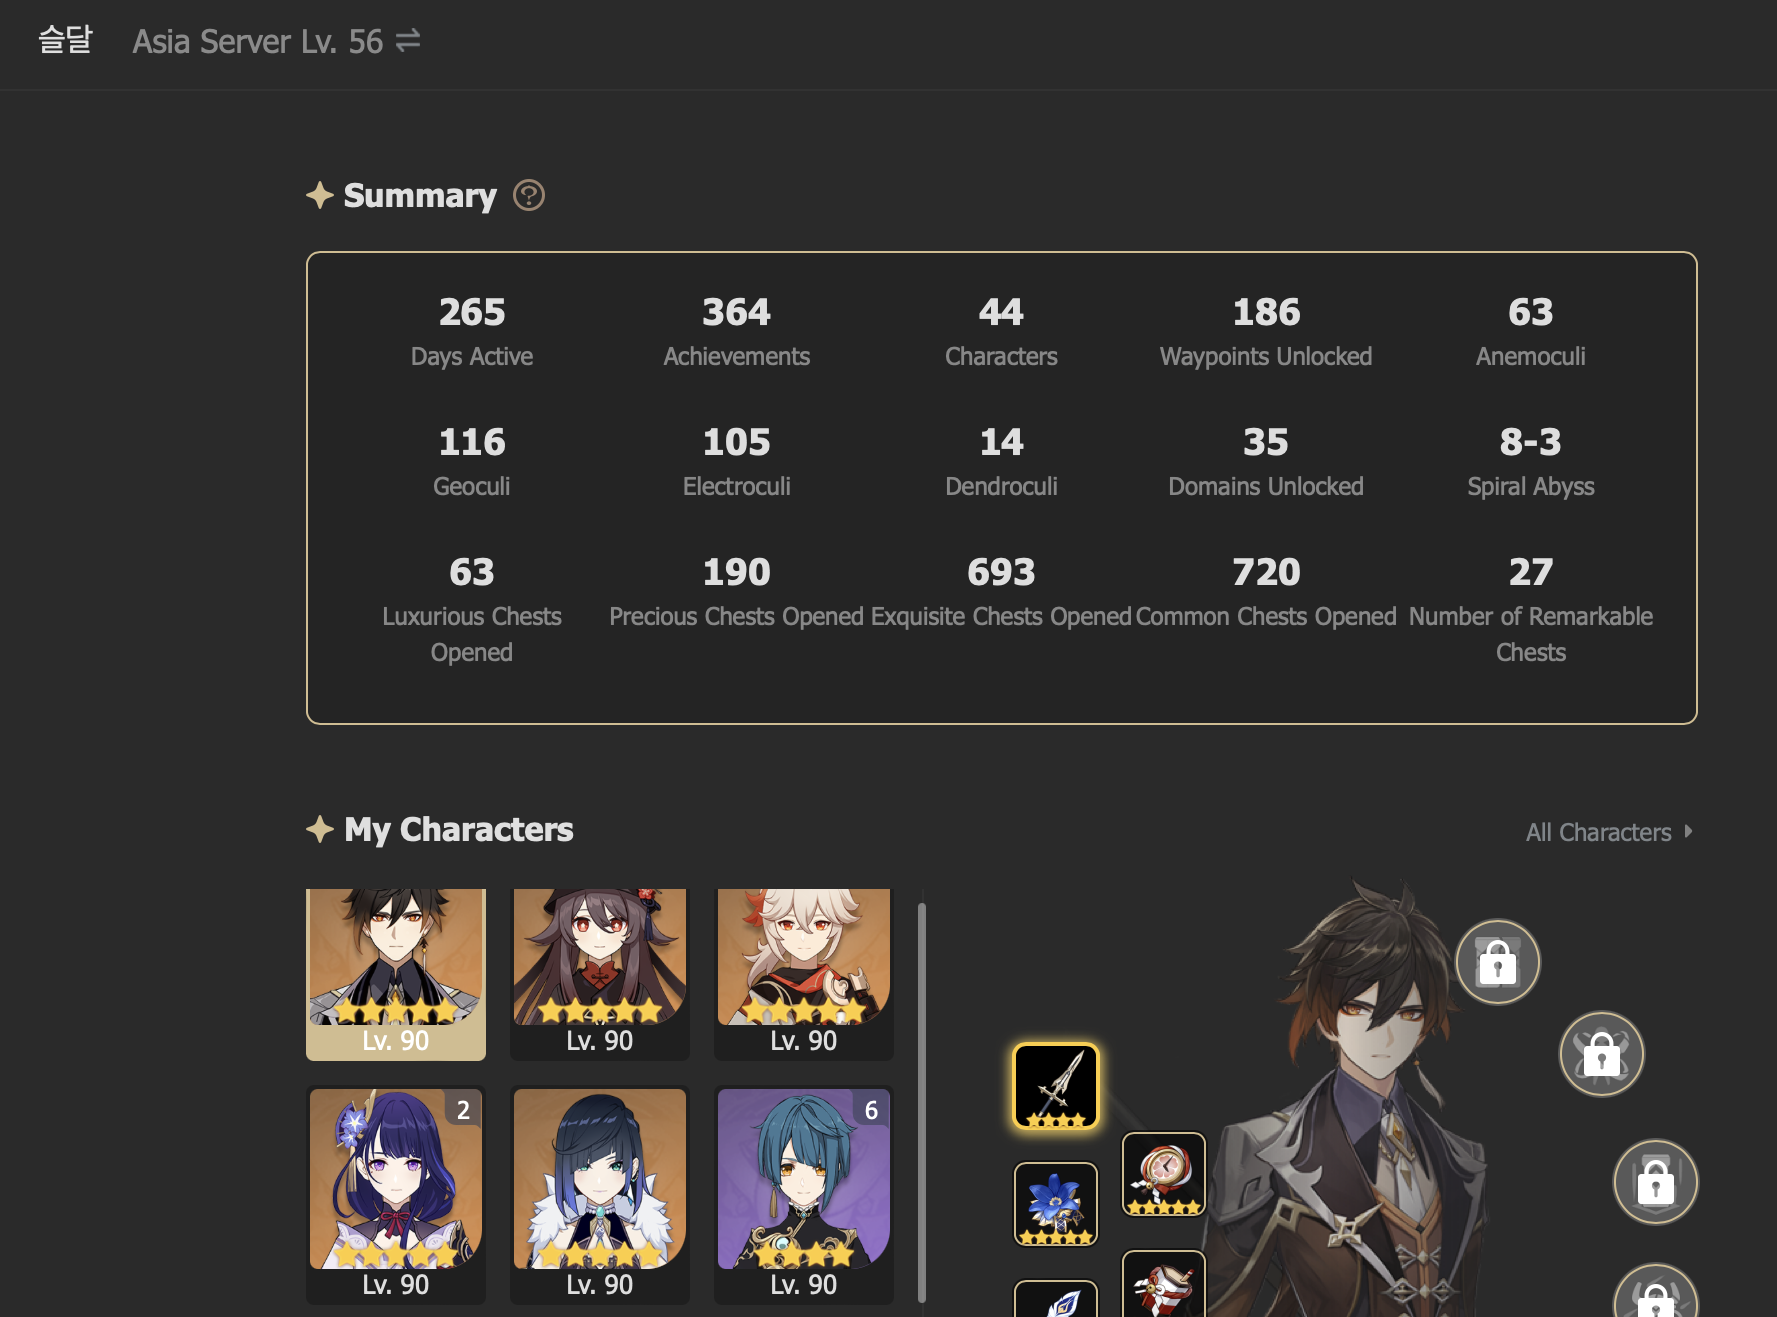 슬달 Asia Server Lv. 56
Summary
265 364 44 186 63
Days Active Achievements Characters Waypoints Unlocked Anemoculi
116 105 14 35 8-3
Geoculi Electroculi Dendroculi Domains Unlocked Spiral Abyss
63 190 693 720 27
Luxurious Chests Opened Precious Chests Opened Exquisite Chests Opened Common Chests Opened Number of Remarkable Chests
My Characters All Characters
Lv. 90 Lv. 90 Lv. 90
2 6
Lv. 90 Lv. 90 Lv. 90